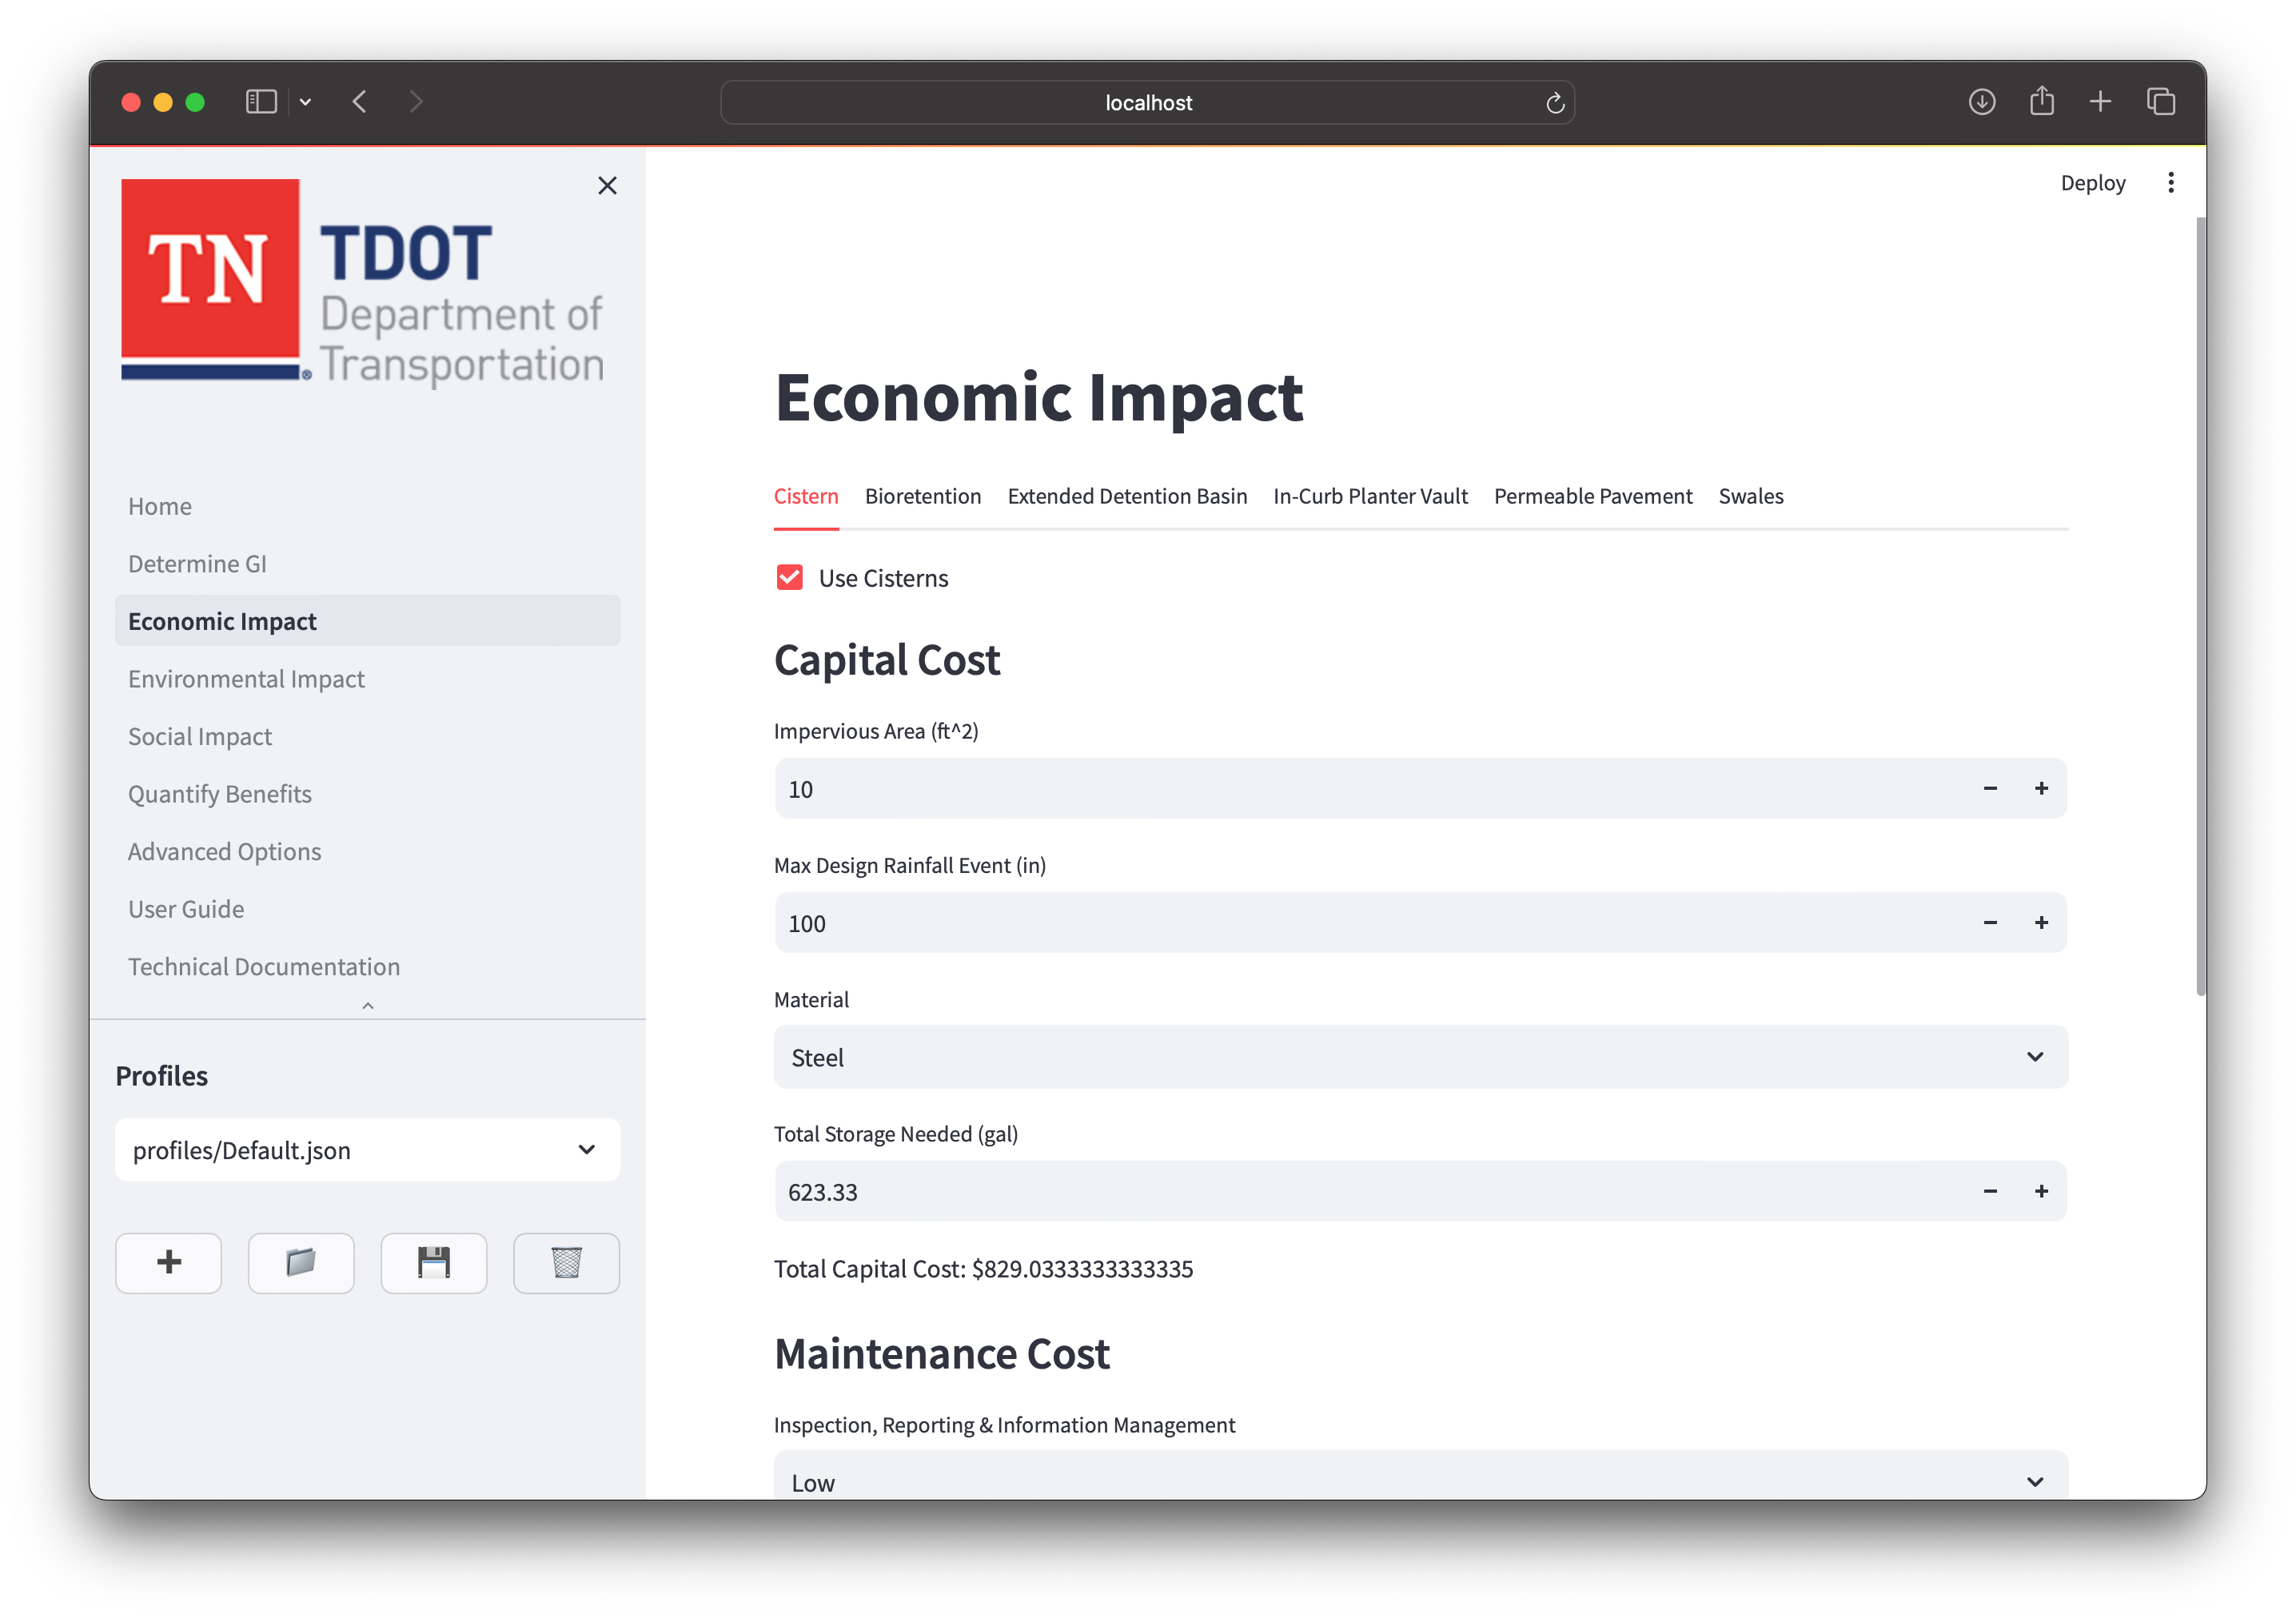 localhost
TN
TDOT
Department of
® Transportation
Home
Determine GI
Economic Impact
Environmental Impact
Social Impact
Quantify Benefits
Advanced Options
User Guide
Technical Documentation
Profiles
profiles/Default.json
Deploy
Economic Impact
Cistern Bioretention Extended Detention Basin In-Curb Planter Vault Permeable Pavement Swales
Use Cisterns
Capital Cost
Impervious Area (ft^2)
10
Max Design Rainfall Event (in)
100
Material
Steel
Total Storage Needed (gal)
623.33
Total Capital Cost: $829.0333333333335
Maintenance Cost
Inspection, Reporting & Information Management
Low